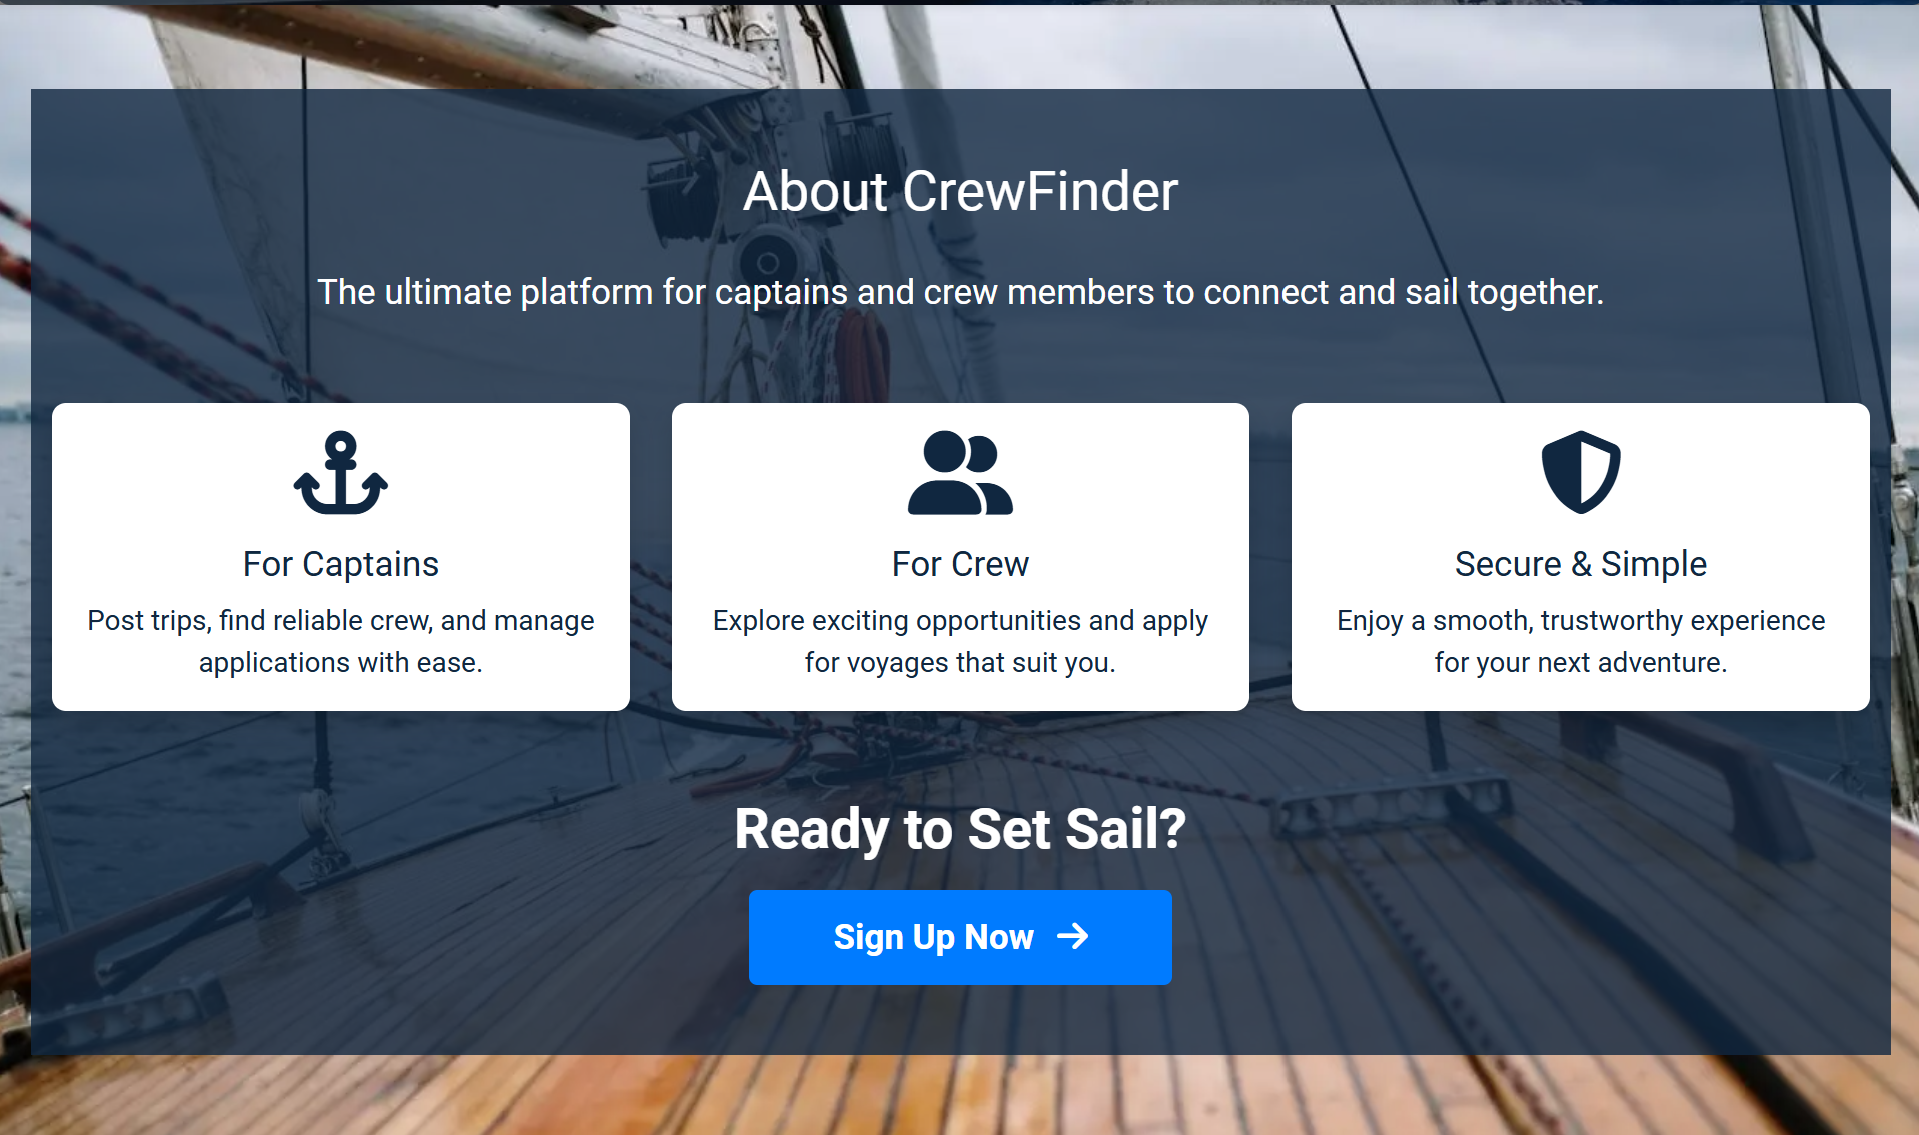 About CrewFinder
The ultimate platform for captains and crew members to connect and sail together.
For Captains
Post trips, find reliable crew, and manage
applications with ease.
For Crew
Explore exciting opportunities and apply
for voyages that suit you.
Secure & Simple
Enjoy a smooth, trustworthy experience
for your next adventure.
Ready to Set Sail?
Sign Up Now